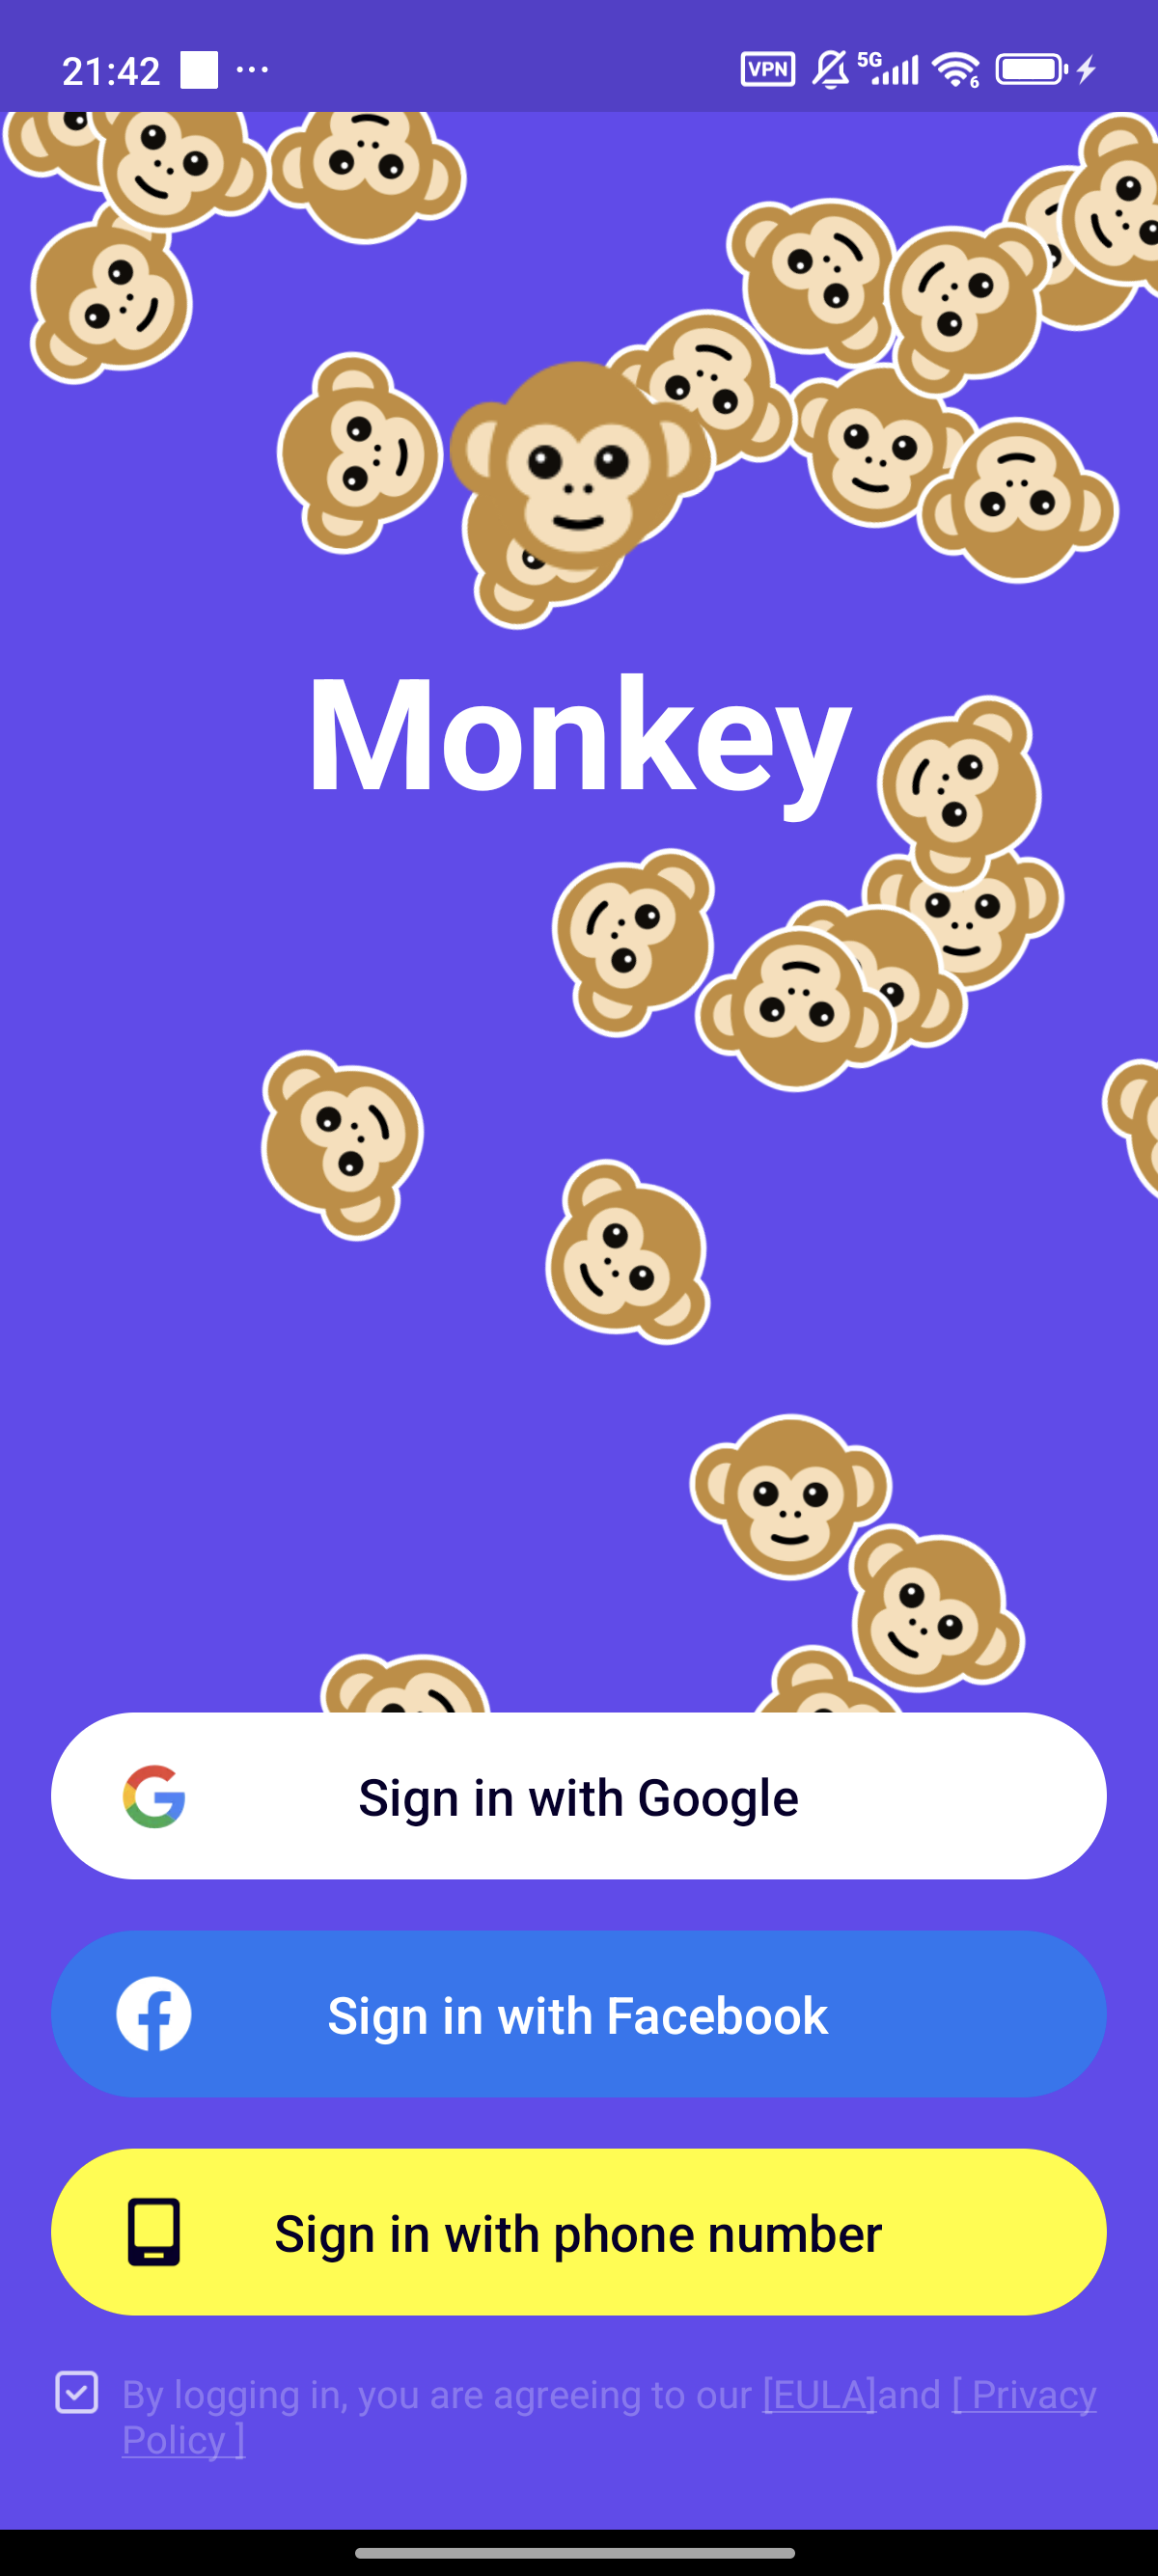 21:42 ... VPN 5G 6
Monkey
Sign in with Google
Sign in with Facebook
Sign in with phone number
By logging in, you are agreeing to our [EULA]and [ Privacy
Policy ]